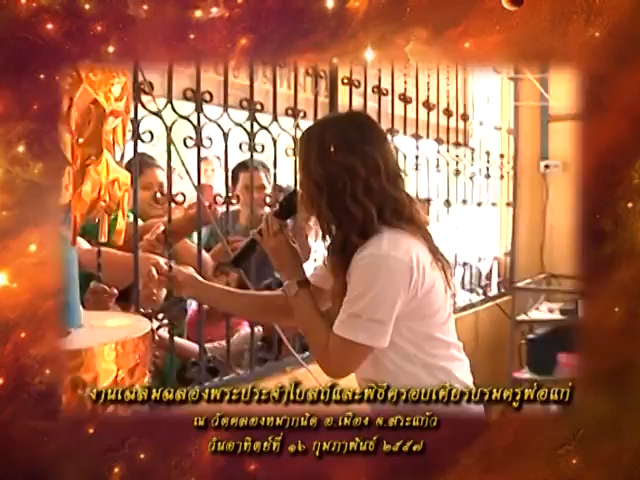 งานเฉลิมฉลองพระประจำโบสถ์และพิธีครอบเศียรบรมครูพ่อแก่
ณ วัดคลองหมากนัด อ.เมือง จ.สระแก้ว
วันอาทิตย์ที่ ๑๖ กุมภาพันธ์ ๒๕๕๗